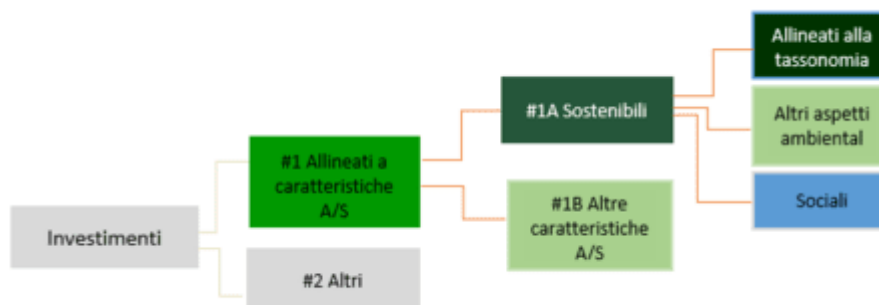 Allineati alla
tassonomia
#1A Sostenibili
Altri aspetti
ambiental
#1 Allineati a
caratteristiche
A/S
Sociali
#1B Altre
caratteristiche
A/S
Investimenti
#2 Altri